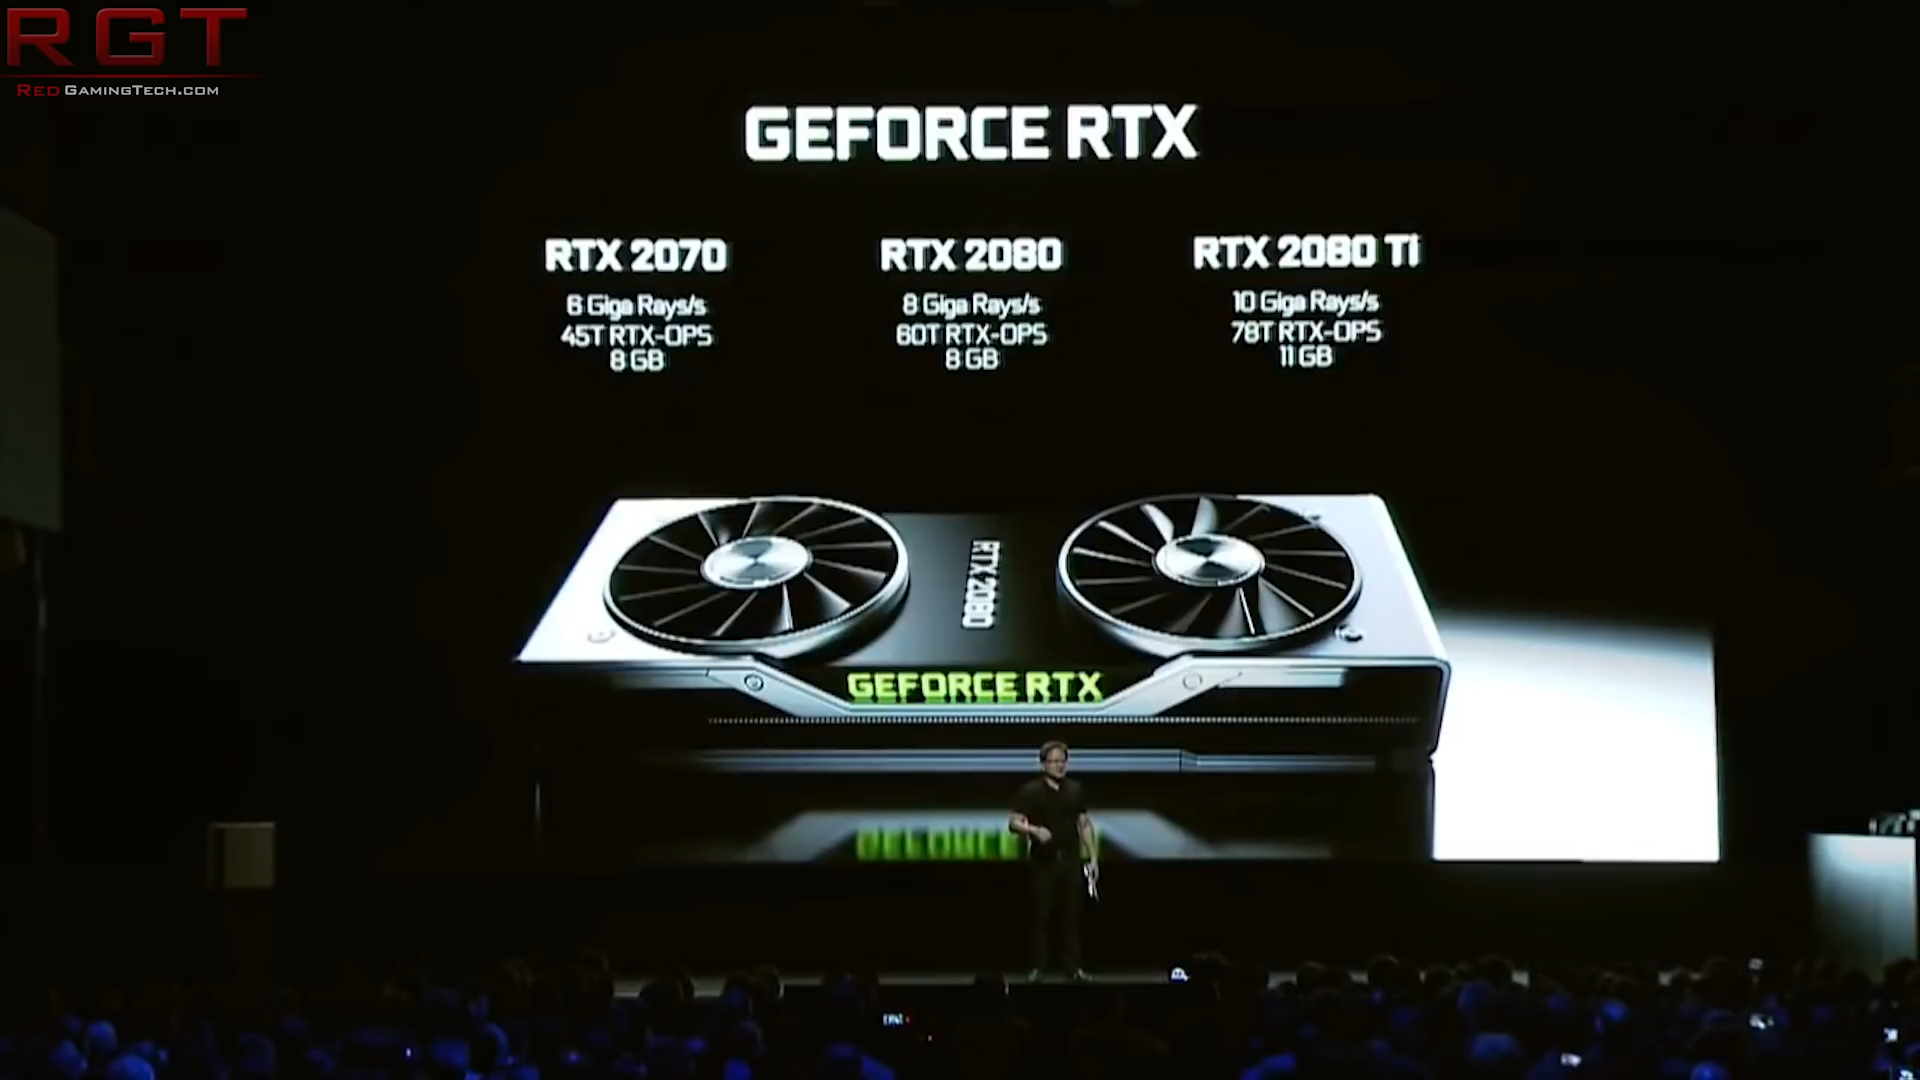 RGT
REDGAMINGTECH.COM
GEFORCE RTX
RTX 2070
6 Giga Rays/s
45T RTX-OPS
8 GB
RTX 2080
8 Giga Rays/s
60T RTX-OPS
8 GB
RTX 2080 Ti
10 Giga Rays/s
78T RTX-OPS
11 GB
RTX 2080
GEFORCE RTX